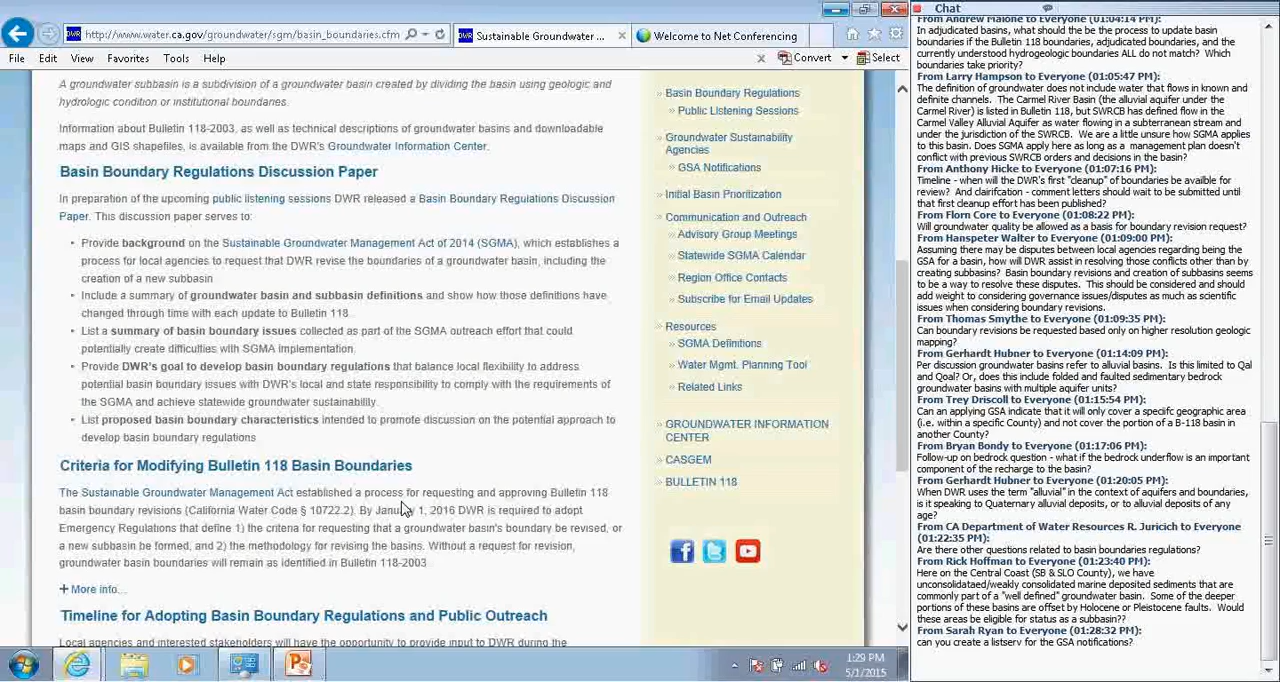 http://www.water.ca.gov/groundwater/sgm/basin_boundaries.cfm
DWR
Sustainable Groundwater ...
Welcome to Net Conferencing
File Edit View Favorites Tools Help
Convert
Select
A groundwater subbasin is a subdivision of a groundwater basin created by dividing the basin using geologic and
hydrologic condition or institutional boundaries.
Information about Bulletin 118-2003, as well as technical descriptions of groundwater basins and downloadable
maps and GIS shapefiles, is available from the DWR's Groundwater Information Center.
Basin Boundary Regulations Discussion Paper
In preparation of the upcoming public listening sessions DWR released a Basin Boundary Regulations Discussion
Paper. This discussion paper serves to:
• Provide background on the Sustainable Groundwater Management Act of 2014 (SGMA), which establishes a
process for local agencies to request that DWR revise the boundaries of a groundwater basin, including the
creation of a new subbasin
• Include a summary of groundwater basin and subbasin definitions and show how those definitions have
changed through time with each update to Bulletin 118.
• List a summary of basin boundary issues collected as part of the SGMA outreach effort that could
potentially create difficulties with SGMA implementation.
• Provide DWR's goal to develop basin boundary regulations that balance local flexibility to address
potential basin boundary issues with DWR's local and state responsibility to comply with the requirements of
the SGMA and achieve statewide groundwater sustainability.
• List proposed basin boundary characteristics intended to promote discussion on the potential approach to
develop basin boundary regulations
Criteria for Modifying Bulletin 118 Basin Boundaries
The Sustainable Groundwater Management Act established a process for requesting and approving Bulletin 118
basin boundary revisions (California Water Code § 10722.2). By January 1, 2016 DWR is required to adopt
Emergency Regulations that define 1) the criteria for requesting that a groundwater basin's boundary be revised, or
a new subbasin be formed, and 2) the methodology for revising the basins. Without a request for revision,
groundwater basin boundaries will remain as identified in Bulletin 118-2003.
+ More info...
Timeline for Adopting Basin Boundary Regulations and Public Outreach
Local agencies and interested stakeholders will have the opportunity to provide input to DWR during the
» Basin Boundary Regulations
» Public Listening Sessions
» Groundwater Sustainability
Agencies
» GSA Notifications
» Initial Basin Prioritization
» Communication and Outreach
» Advisory Group Meetings
» Statewide SGMA Calendar
» Region Office Contacts
» Subscribe for Email Updates
» Resources
» SGMA Definitions
» Water Mgmt. Planning Tool
» Related Links
» GROUNDWATER INFORMATION
CENTER
» CASGEM
» BULLETIN 118
1:29 PM
5/1/2015
Chat
From Andrew Malone to Everyone (01:04:14 PM):
In adjudicated basins, what should be the process to update basin
boundaries if the Bulletin 118 boundaries, adjudicated boundaries, and the
currently understood hydrogeologic boundaries ALL do not match? Which
boundaries take priority?
From Larry Hampson to Everyone (01:05:47 PM):
The definition of groundwater does not include water that flows in known and
definite channels. The Carmel River Basin (the alluvial aquifer under the
Carmel River) is listed in Bulletin 118, but SWRCB has defined flow in the
Carmel Valley Alluvial Aquifer as water flowing in a subterranean stream and
under the jurisdiction of the SWRCB. We are a little unsure how SGMA applies
to this basin. Does SGMA apply here as long as a management plan doesn't
conflict with previous SWRCB orders and decisions in the basin?
From Anthony Hicke to Everyone (01:07:16 PM):
Timeline - when will the DWR's first "cleanup" of boundaries be availble for
review? And clairifcation - comment letters should wait to be submitted until
that first cleanup effort has been published?
From Florn Core to Everyone (01:08:22 PM):
Will groundwater quality be allowed as a basis for boundary revision request?
From Hanspeter Walter to Everyone (01:09:00 PM):
Assuming there may be disputes between local agencies regarding being the
GSA for a basin, how will DWR assist in resolving those conflicts other than by
creating subbasins? Basin boundary revisions and creation of subbasins seems
to be a way to resolve these disputes. This should be considered and should
add weight to considering governance issues/disputes as much as scientific
issues when considering boundary revisions.
From Thomas Smythe to Everyone (01:09:35 PM):
Can boundary revisions be requested based only on higher resolution geologic
mapping?
From Gerhardt Hubner to Everyone (01:14:09 PM):
Per discussion groundwater basins refer to alluvial basins. Is this limited to Qal
and Qoal? Or, does this include folded and faulted sedimentary bedrock
groundwater basins with multiple aquifer units?
From Trey Driscoll to Everyone (01:15:54 PM):
Can an applying GSA indicate that it will only cover a specifc geographic area
(i.e. within a specific County) and not cover the portion of a B-118 basin in
another County?
From Bryan Bondy to Everyone (01:17:06 PM):
Follow-up on bedrock question - what if the bedrock underflow is an important
component of the recharge to the basin?
From Gerhardt Hubner to Everyone (01:20:05 PM):
When DWR uses the term "alluvial" in the context of aquifers and boundaries,
is it speaking to Quaternary alluvial deposits, or to alluvial deposits of any
age?
From CA Department of Water Resources R. Juricich to Everyone
(01:22:35 PM):
Are there other questions related to basin boundaries regulations?
From Rick Hoffman to Everyone (01:23:40 PM):
Here on the Central Coast (SB & SLO County), we have
unconsolidataed/weakly consolidated marine deposited sediments that are
commonly part of a "well defined" groundwater basin. Some of the deeper
portions of these basins are offset by Holocene or Pleistocene faults. Would
these areas be eligible for status as a subbasin??
From Sarah Ryan to Everyone (01:28:32 PM):
can you create a listserv for the GSA notifications?